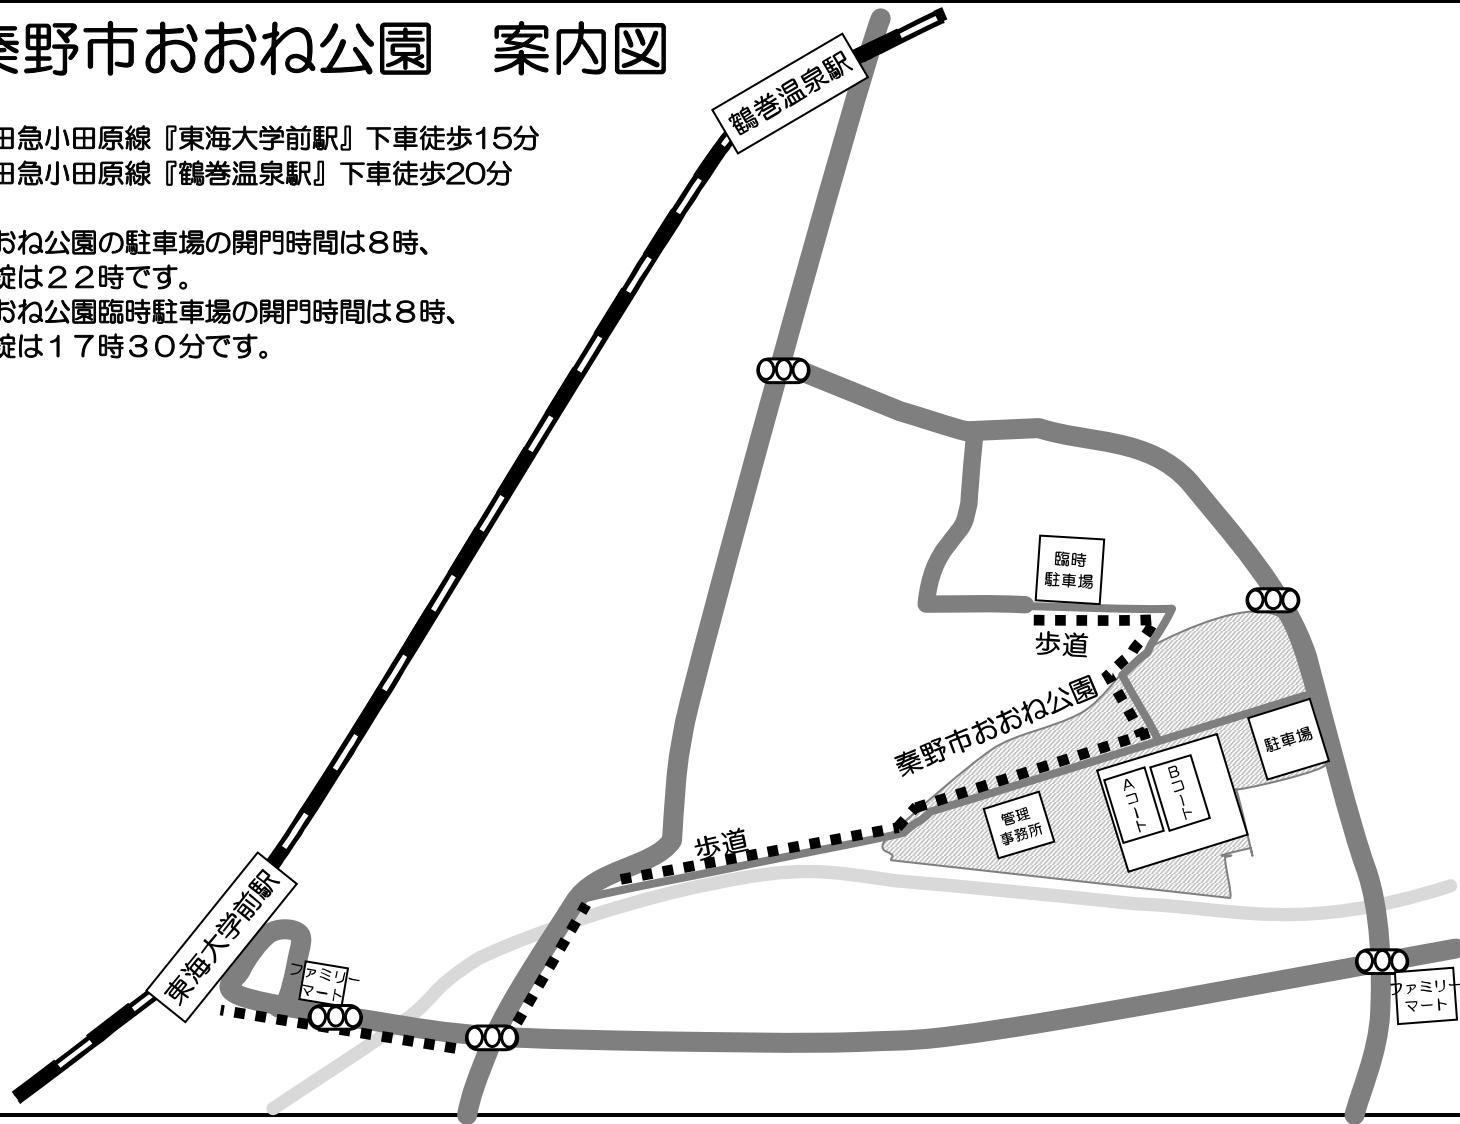 秦野市おおね公園　案内図
田急小田原線『東海大学前駅』下車徒歩15分
田急小田原線『鶴巻温泉駅』下車徒歩20分
おね公園の駐車場の開門時間は８時、
錠は２２時です。
おね公園臨時駐車場の開門時間は８時、
錠は１７時３０分です。
鶴巻温泉駅
臨時
駐車場
歩道
秦野市おおね公園
駐車場
Aコート
Bコート
管理
事務所
歩道
東海大学前駅
ファミリー
マート
ファミリー
マート